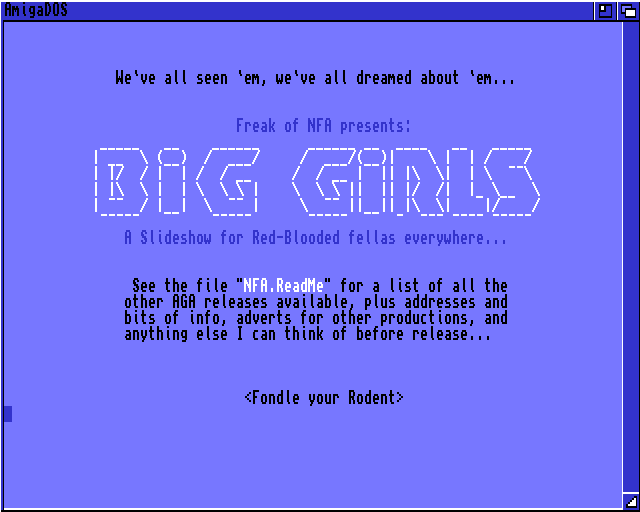 AmigaDOS
We've all seen 'em, we've all dreamed about 'em...
Freak of NFA presents:
BiG GiRLS
A Slideshow for Red-Blooded fellas everywhere...
See the file "NFA.ReadMe" for a list of all the
other AGA releases available, plus addresses and
bits of info, adverts for other productions, and
anything else I can think of before release...
<Fondle your Rodent>